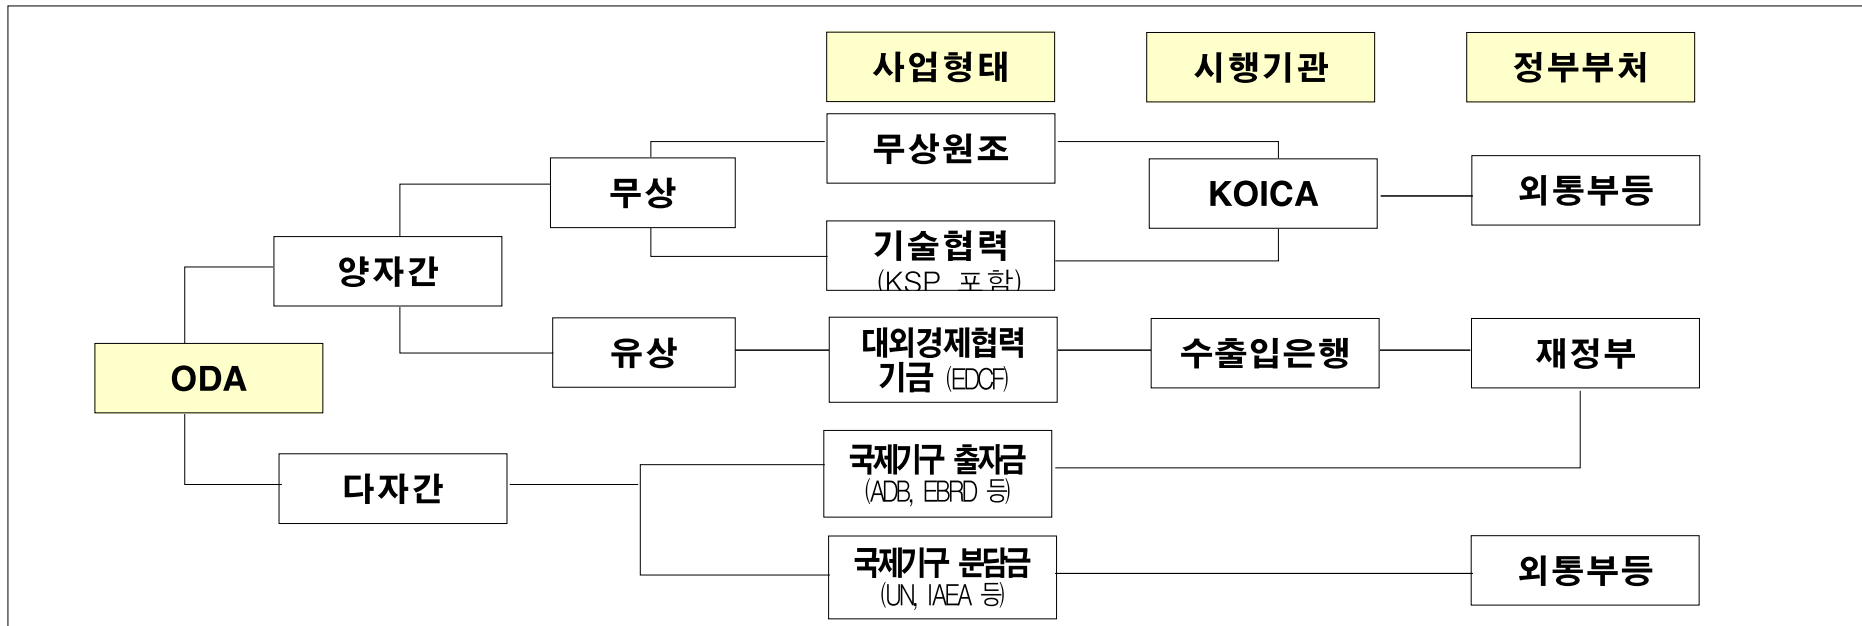 사업형태
시행기관
정부부처
무상원조
무상
KOICA
외통부등
기술협력
(KSP 포함)
양자간
유상
대외경제협력
기금 (EDCF)
수출입은행
재정부
ODA
다자간
국제기구 출자금
(ADB, EBRD 등)
국제기구 분담금
(UN, IAEA 등)
외통부등